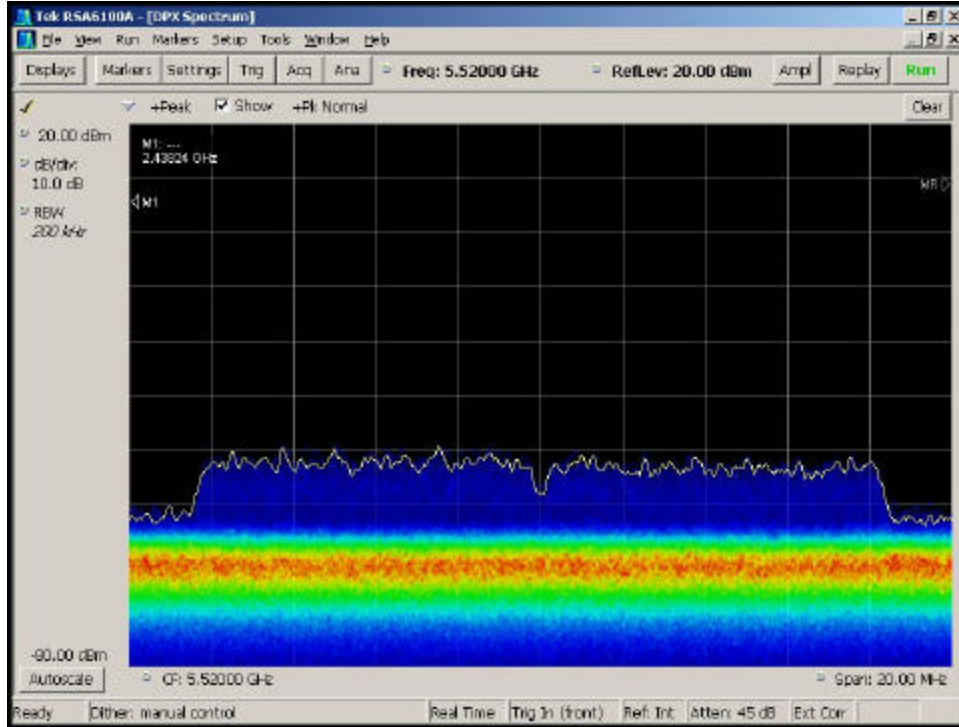 Tek RSA6100A - [DPX Spectrum]
File View Run Markers Setup Tools Window Help
Displays Markers Settings Trig Acq Ana Freq: 5.52000 GHz RefLev: 20.00 dBm Ampl Replay Run
+Peak Show +Pk Normal Clear
20.00 dBm
dB/div:
10.0 dB
RBW
200 kHz
M1: ---
2.43824 GHz
M1
MR
-80.00 dBm
Autoscale CF: 5.52000 GHz Span: 20.00 MHz
Ready Dither: manual control Real Time Trig In (front) Ref: Int Atten: 45 dB Ext Corr